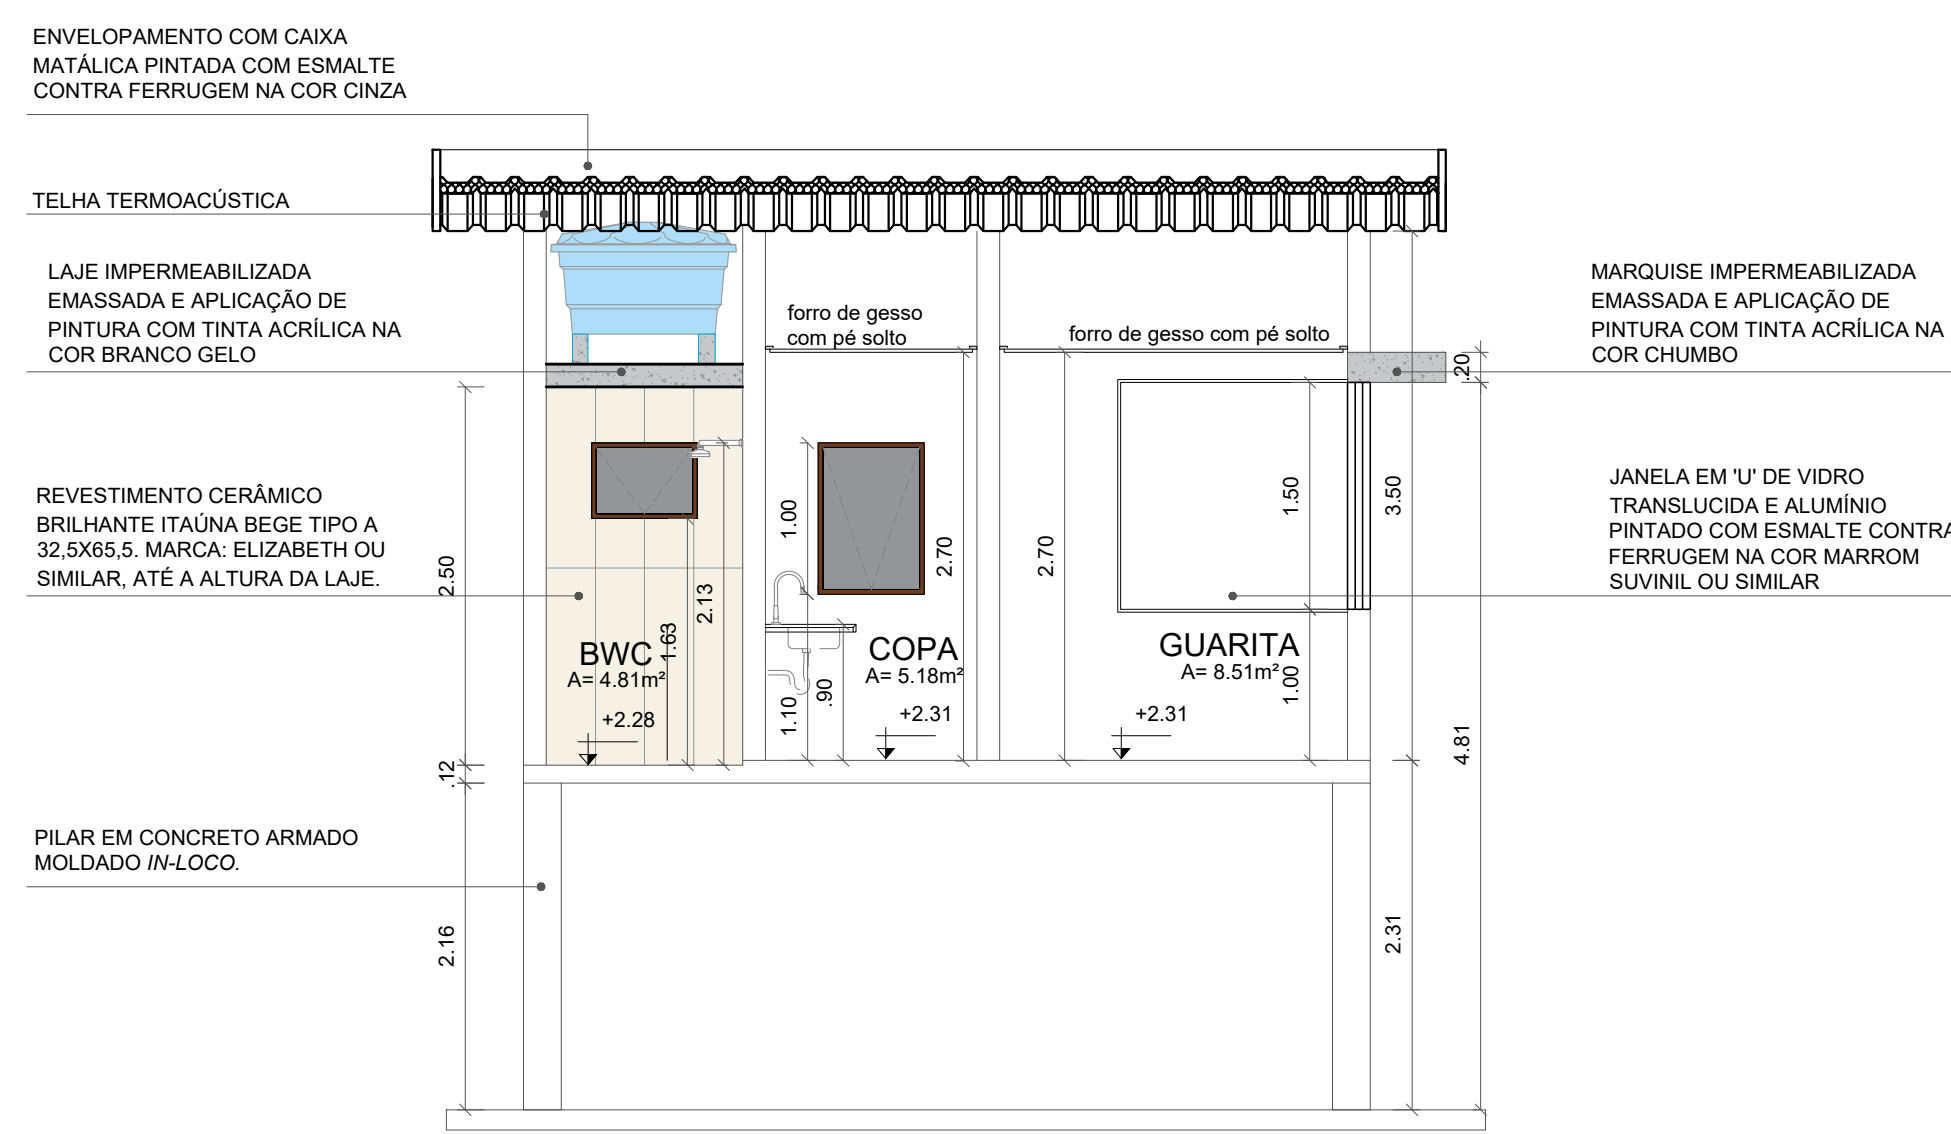 ENVELOPAMENTO COM CAIXA
MATÁLICA PINTADA COM ESMALTE
CONTRA FERRUGEM NA COR CINZA
TELHA TERMOACÚSTICA
LAJE IMPERMEABILIZADA
EMASSADA E APLICAÇÃO DE
PINTURA COM TINTA ACRÍLICA NA
COR BRANCO GELO
REVESTIMENTO CERÂMICO
BRILHANTE ITAÚNA BEGE TIPO A
32,5X65,5. MARCA: ELIZABETH OU
SIMILAR, ATÉ A ALTURA DA LAJE.
PILAR EM CONCRETO ARMADO
MOLDADO IN-LOCO.
2.50
.12
2.16
BWC
A= 4.81m²
+2.28
1.63
2.13
forro de gesso
com pé solto
1.00
1.10
.90
COPA
A= 5.18m²
+2.31
2.70
forro de gesso com pé solto
2.70
GUARITA
A= 8.51m²
+2.31
1.50
1.00
3.50
2.31
.20
4.81
MARQUISE IMPERMEABILIZADA
EMASSADA E APLICAÇÃO DE
PINTURA COM TINTA ACRÍLICA NA
COR CHUMBO
JANELA EM 'U' DE VIDRO
TRANSLUCIDA E ALUMÍNIO
PINTADO COM ESMALTE CONTRA
FERRUGEM NA COR MARROM
SUVINIL OU SIMILAR